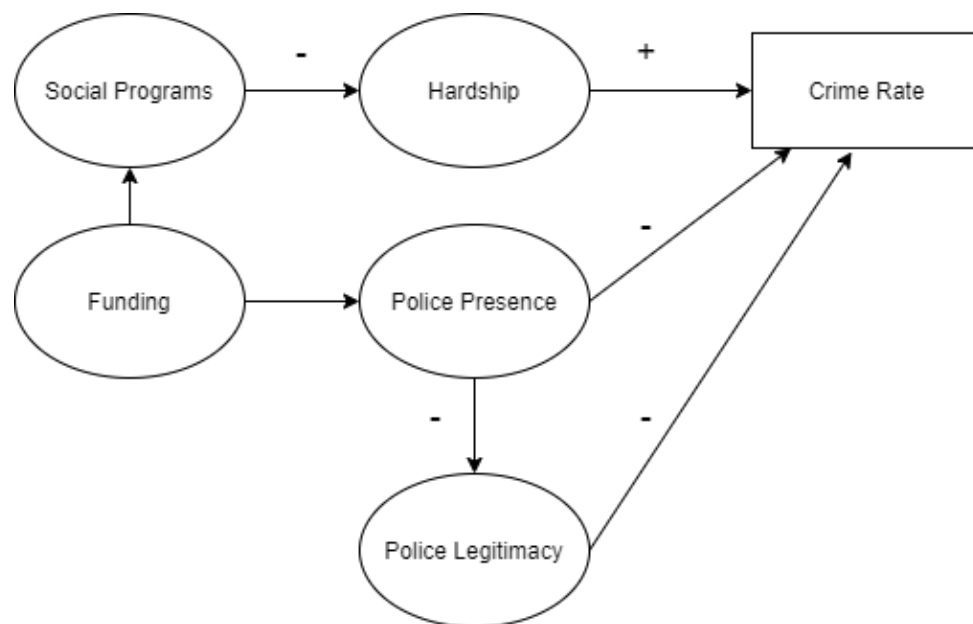 -
+
Social Programs
Hardship
Crime Rate
-
Funding
Police Presence
-
-
Police Legitimacy